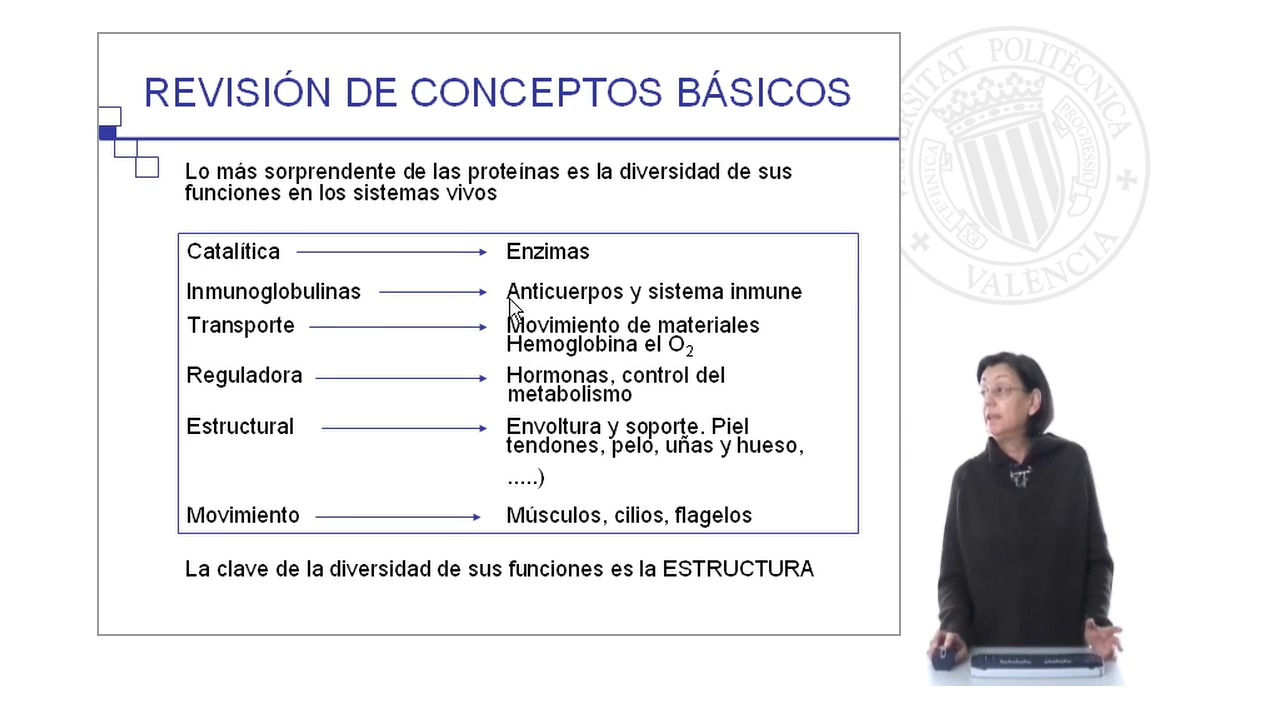 REVISIÓN DE CONCEPTOS BÁSICOS
Lo más sorprendente de las proteínas es la diversidad de sus
funciones en los sistemas vivos
Catalítica Enzimas
Inmunoglobulinas Anticuerpos y sistema inmune
Transporte Movimiento de materiales
Hemoglobina el O2
Reguladora Hormonas, control del
metabolismo
Estructural Envoltura y soporte. Piel
tendones, pelo, uñas y hueso,
.....)
Movimiento Músculos, cilios, flagelos
La clave de la diversidad de sus funciones es la ESTRUCTURA
POLITÈCNICA
VALÈNCIA
PROGRESSIO
EX TECHNICA